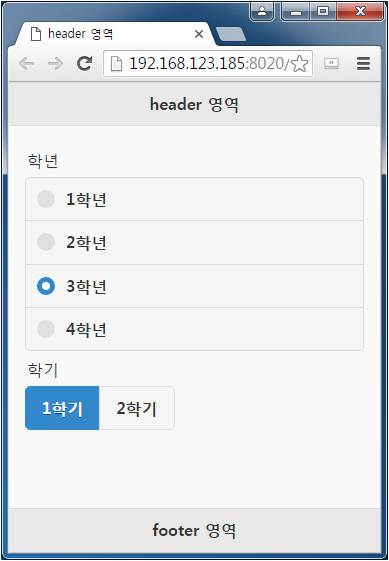 header 영역
192.168.123.185:8020/
header 영역
학년
1학년
2학년
3학년
4학년
학기
1학기 2학기
footer 영역